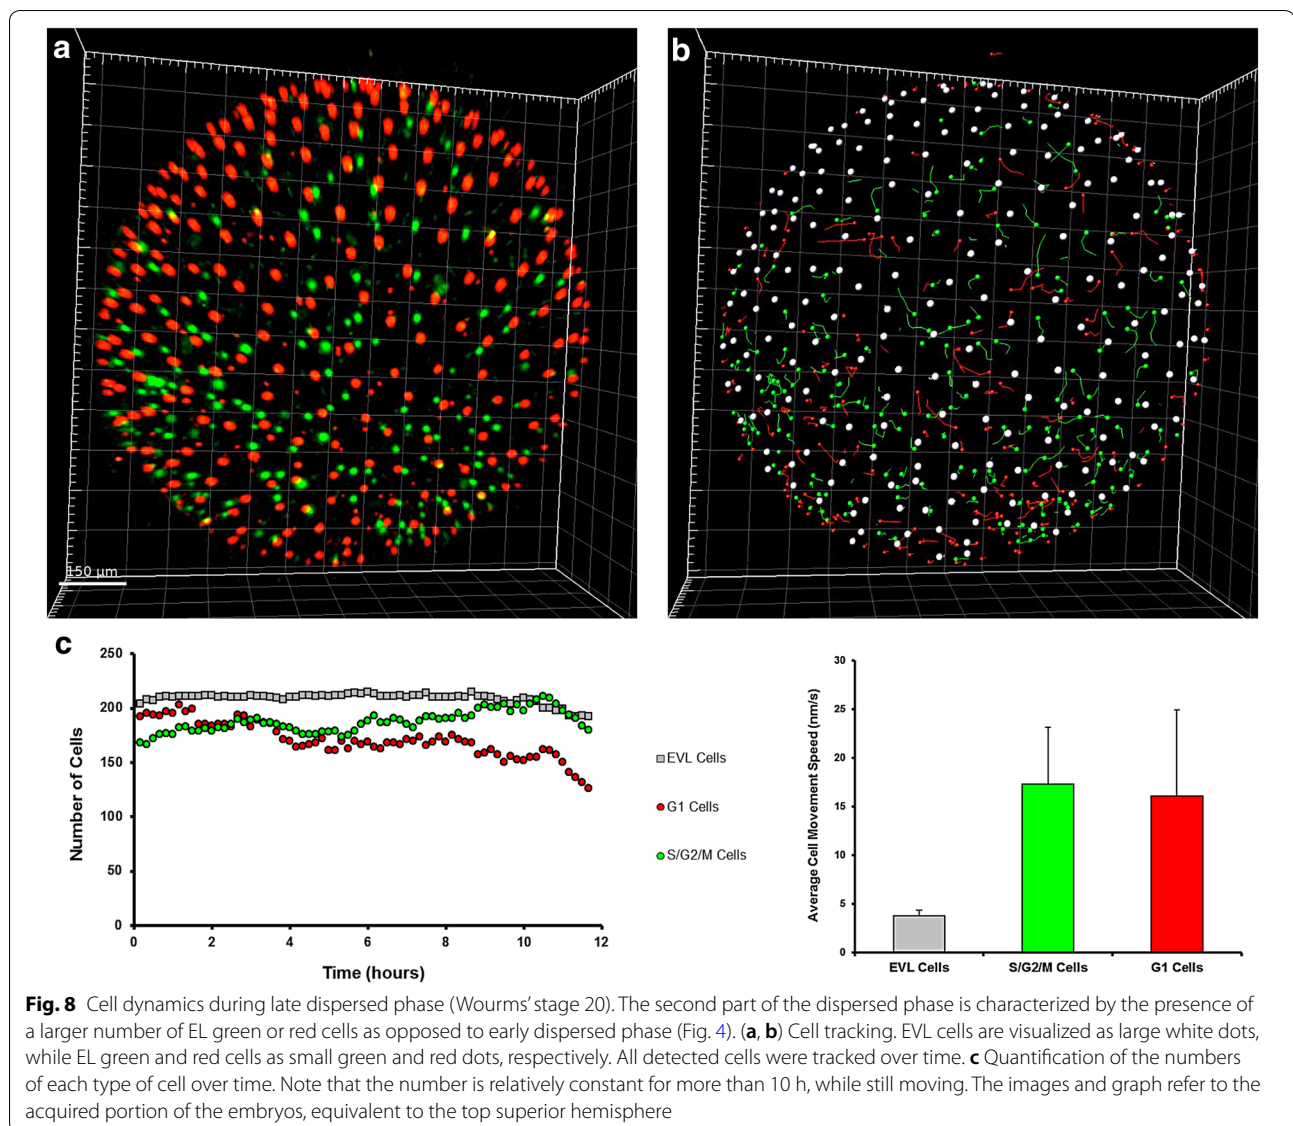 a
b
150 µm
c
250
200
150
100
50
0
0 2 4 6 8 10 12
Number of Cells
Time (hours)
EVL Cells
G1 Cells
S/G2/M Cells
30
25
20
15
10
5
0
Average Cell Movement Speed (nm/s)
EVL Cells S/G2/M Cells G1 Cells
Fig. 8 Cell dynamics during late dispersed phase (Wourms’ stage 20). The second part of the dispersed phase is characterized by the presence of
a larger number of EL green or red cells as opposed to early dispersed phase (Fig. 4). (a, b) Cell tracking. EVL cells are visualized as large white dots,
while EL green and red cells as small green and red dots, respectively. All detected cells were tracked over time. c Quantification of the numbers
of each type of cell over time. Note that the number is relatively constant for more than 10 h, while still moving. The images and graph refer to the
acquired portion of the embryos, equivalent to the top superior hemisphere